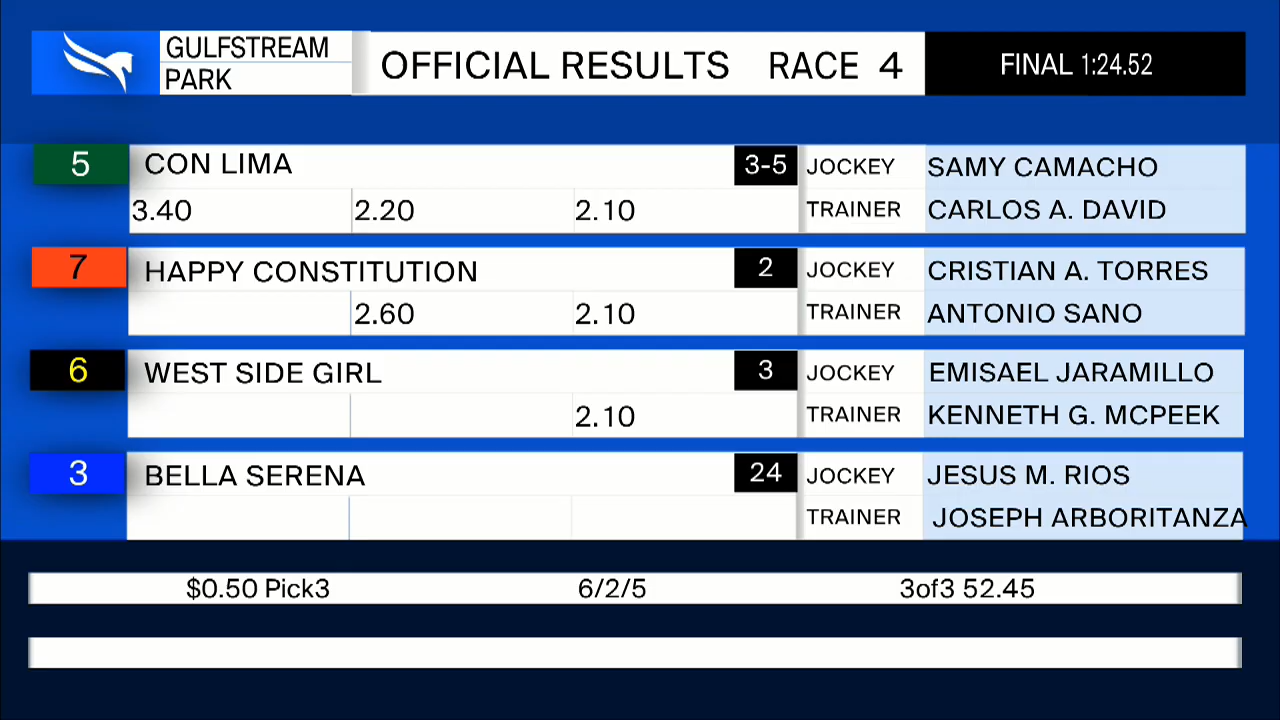 GULFSTREAM PARK
OFFICIAL RESULTS RACE 4
FINAL 1:24.52
5 CON LIMA 3-5 JOCKEY SAMY CAMACHO
3.40 2.20 2.10 TRAINER CARLOS A. DAVID
7 HAPPY CONSTITUTION 2 JOCKEY CRISTIAN A. TORRES
2.60 2.10 TRAINER ANTONIO SANO
6 WEST SIDE GIRL 3 JOCKEY EMISAEL JARAMILLO
2.10 TRAINER KENNETH G. MCPEEK
3 BELLA SERENA 24 JOCKEY JESUS M. RIOS
TRAINER JOSEPH ARBORITANZA
$0.50 Pick3 6/2/5 3of3 52.45